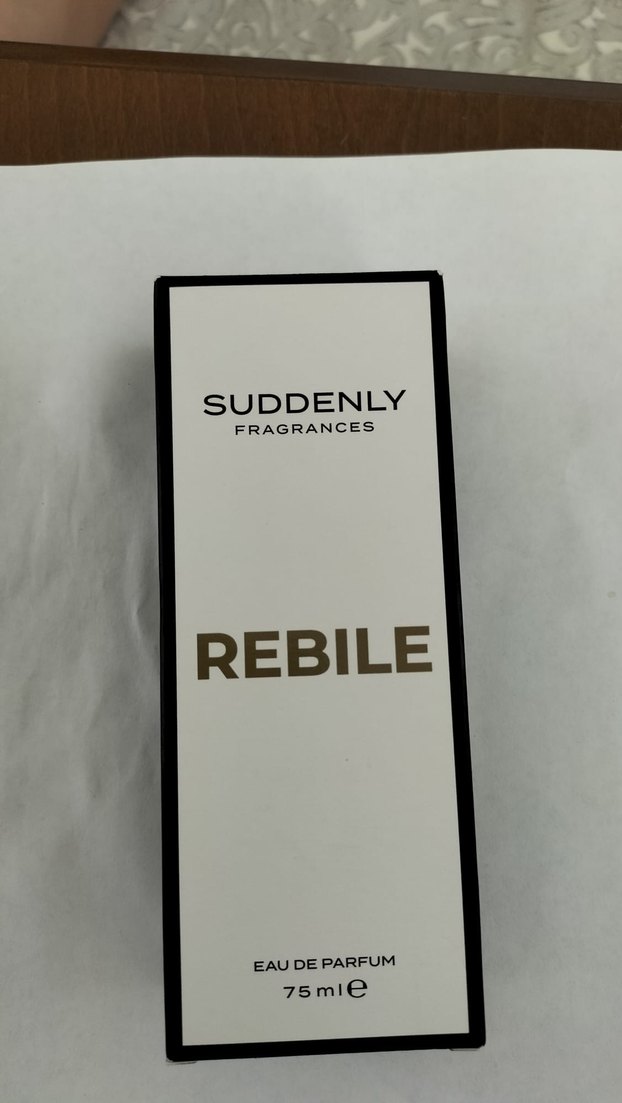 SUDDENLY
FRAGRANCES
REBILE
EAU DE PARFUM
75 ml ℮